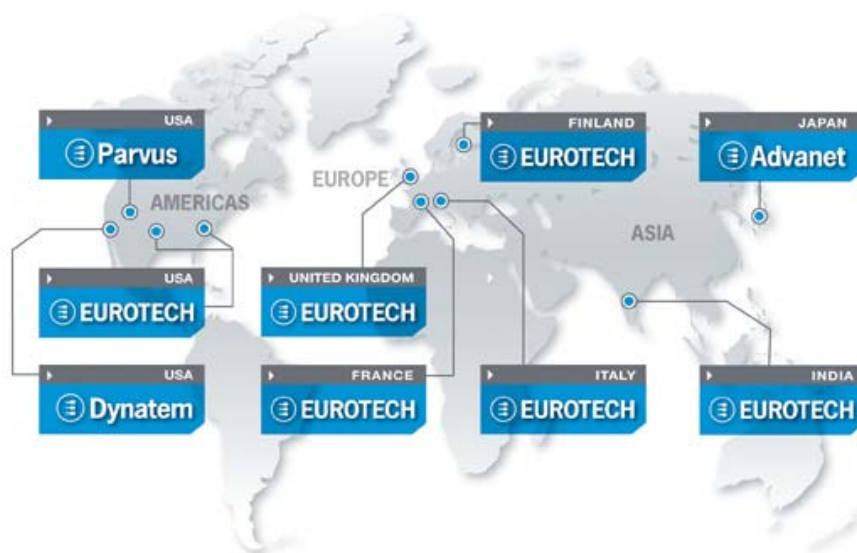 USA
Parvus
AMERICAS
EUROPE
FINLAND
EUROTECH
JAPAN
Advanet
ASIA
USA
EUROTECH
UNITED KINGDOM
EUROTECH
USA
Dynatem
FRANCE
EUROTECH
ITALY
EUROTECH
INDIA
EUROTECH